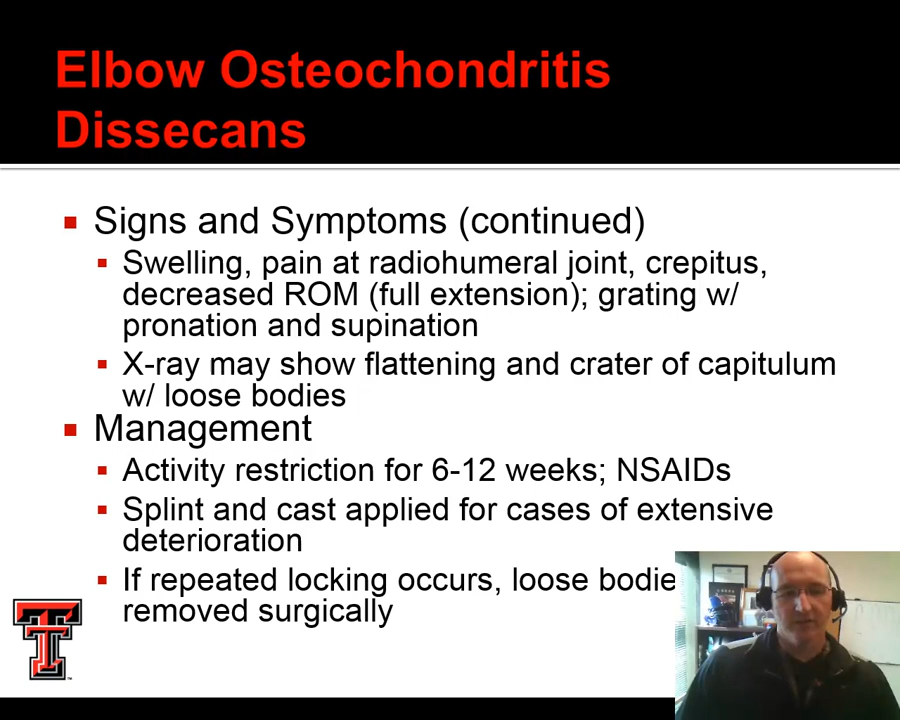 Elbow Osteochondritis
Dissecans
Signs and Symptoms (continued)
Swelling, pain at radiohumeral joint, crepitus,
decreased ROM (full extension); grating w/
pronation and supination
X-ray may show flattening and crater of capitulum
w/ loose bodies
Management
Activity restriction for 6-12 weeks; NSAIDs
Splint and cast applied for cases of extensive
deterioration
If repeated locking occurs, loose
removed surgically